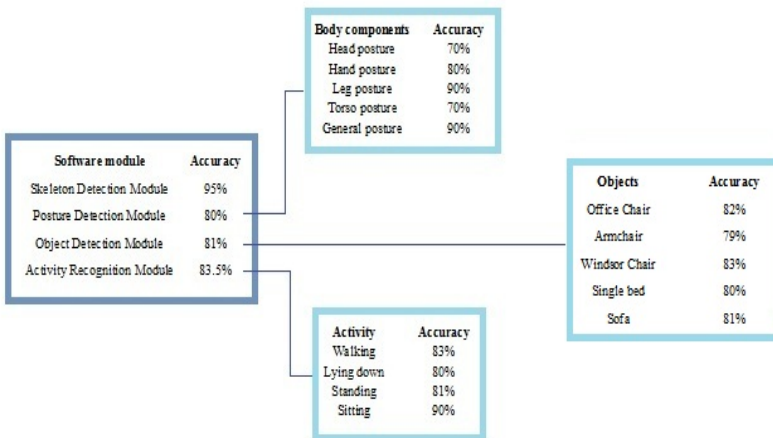 Body components Accuracy
Head posture 70%
Hand posture 80%
Leg posture 90%
Torso posture 70%
General posture 90%
Software module Accuracy
Skeleton Detection Module 95%
Posture Detection Module 80%
Object Detection Module 81%
Activity Recognition Module 83.5%
Objects Accuracy
Office Chair 82%
Armchair 79%
Windsor Chair 83%
Single bed 80%
Sofa 81%
Activity Accuracy
Walking 83%
Lying down 80%
Standing 81%
Sitting 90%